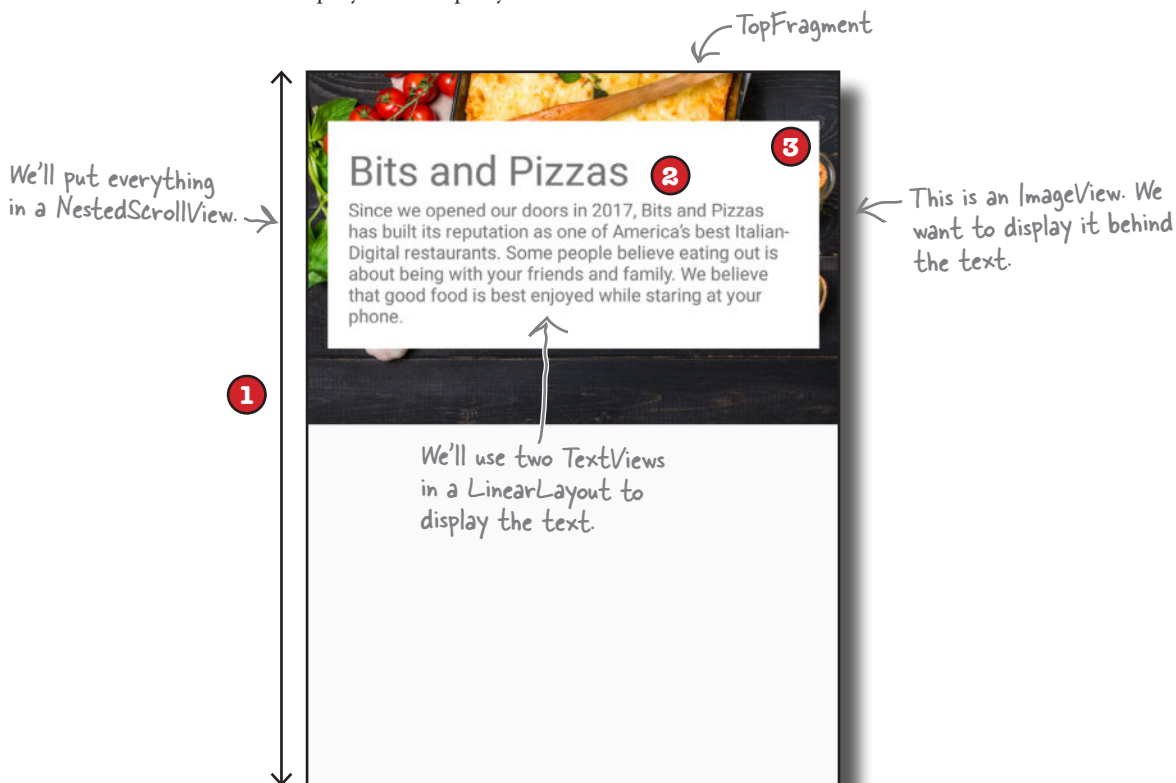 TopFragment
We'll put everything
in a NestedScrollView.
3
Bits and Pizzas
2
Since we opened our doors in 2017, Bits and Pizzas
has built its reputation as one of America's best Italian-
Digital restaurants. Some people believe eating out is
about being with your friends and family. We believe
that good food is best enjoyed while staring at your
phone.
This is an ImageView. We
want to display it behind
the text.
1
We'll use two TextViews
in a LinearLayout to
display the text.